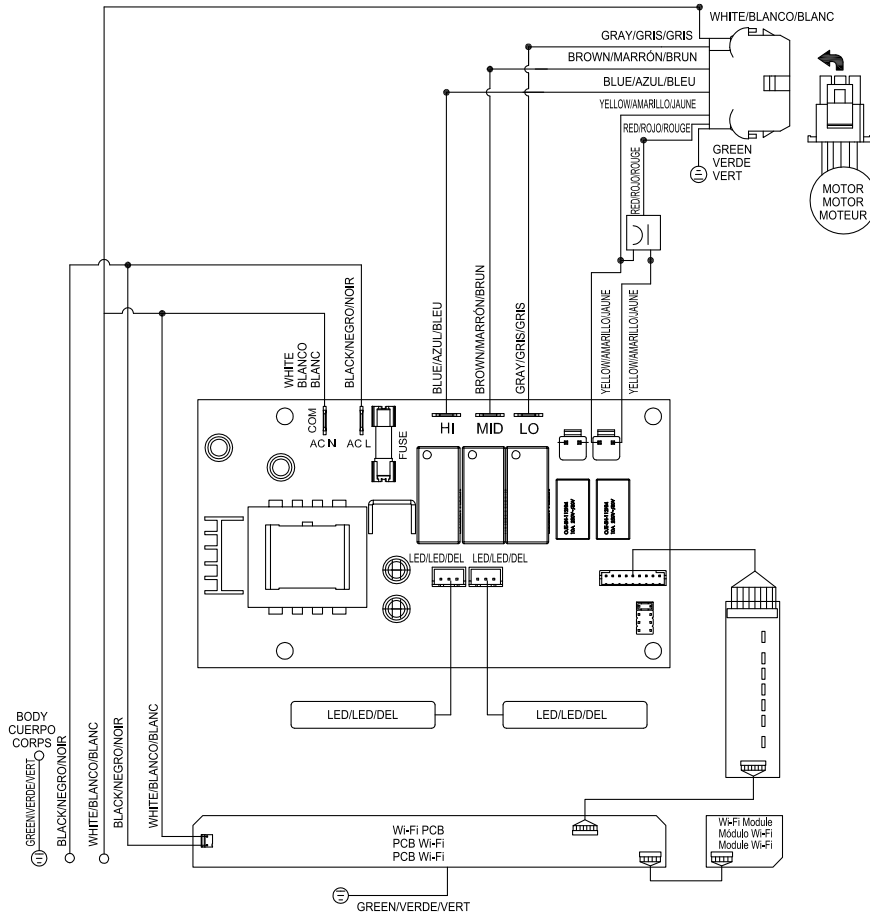 WHITE/BLANCO/BLANC
GRAY/GRIS/GRIS
BROWN/MARRÓN/BRUN
BLUE/AZUL/BLEU
YELLOW/AMARILLO/JAUNE
RED/ROJO/ROUGE
GREEN
VERDE
VERT
MOTOR
MOTOR
MOTEUR
RED/ROJO/ROUGE
WHITE
BLANCO
BLANC
BLACK/NEGRO/NOIR
BLUE/AZUL/BLEU
BROWN/MARRÓN/BRUN
GRAY/GRIS/GRIS
YELLOW/AMARILLO/JAUNE
YELLOW/AMARILLO/JAUNE
COM
AC N
AC L
FUSE
HI
MID
LO
LED/LED/DEL
LED/LED/DEL
LED/LED/DEL
LED/LED/DEL
BODY
CUERPO
CORPS
GREEN/VERDE/VERT
BLACK/NEGRO/NOIR
WHITE/BLANCO/BLANC
BLACK/NEGRO/NOIR
WHITE/BLANCO/BLANC
Wi-Fi PCB
PCB Wi-Fi
PCB Wi-Fi
Wi-Fi Module
Módulo Wi-Fi
Module Wi-Fi
GREEN/VERDE/VERT